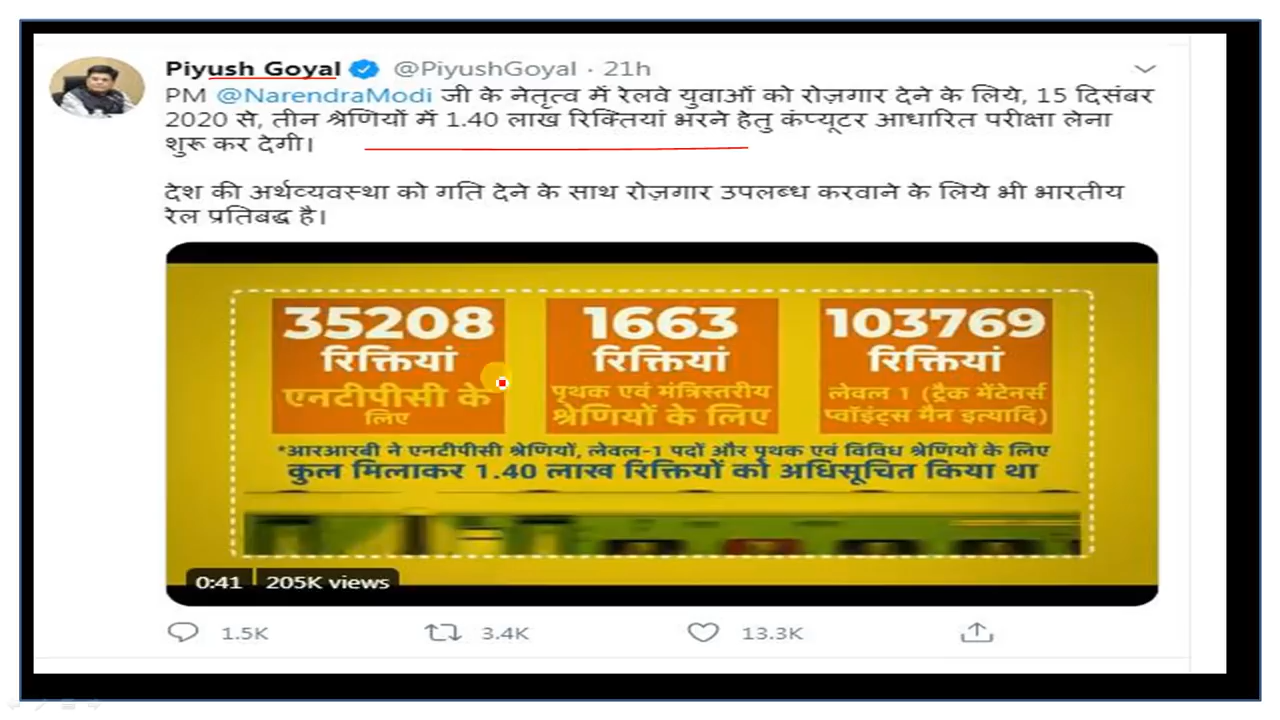 Piyush Goyal @PiyushGoyal · 21h
PM @NarendraModi जी के नेतृत्व में रेलवे युवाओं को रोज़गार देने के लिये, 15 दिसंबर
2020 से, तीन श्रेणियों में 1.40 लाख रिक्तियां भरने हेतु कंप्यूटर आधारित परीक्षा लेना
शुरू कर देगी।
देश की अर्थव्यवस्था को गति देने के साथ रोज़गार उपलब्ध करवाने के लिये भी भारतीय
रेल प्रतिबद्ध है।
35208
रिक्तियां
एनटीपीसी के
लिए
1663
रिक्तियां
पृथक एवं मंत्रिस्तरीय
श्रेणियों के लिए
103769
रिक्तियां
लेवल 1 (ट्रैक मेंटेनर्स
प्वॉइंट्स मैन इत्यादि)
*आरआरबी ने एनटीपीसी श्रेणियों, लेवल-1 पदों और पृथक एवं विविध श्रेणियों के लिए
कुल मिलाकर 1.40 लाख रिक्तियों को अधिसूचित किया था
0:41 205K views
1.5K 3.4K 13.3K